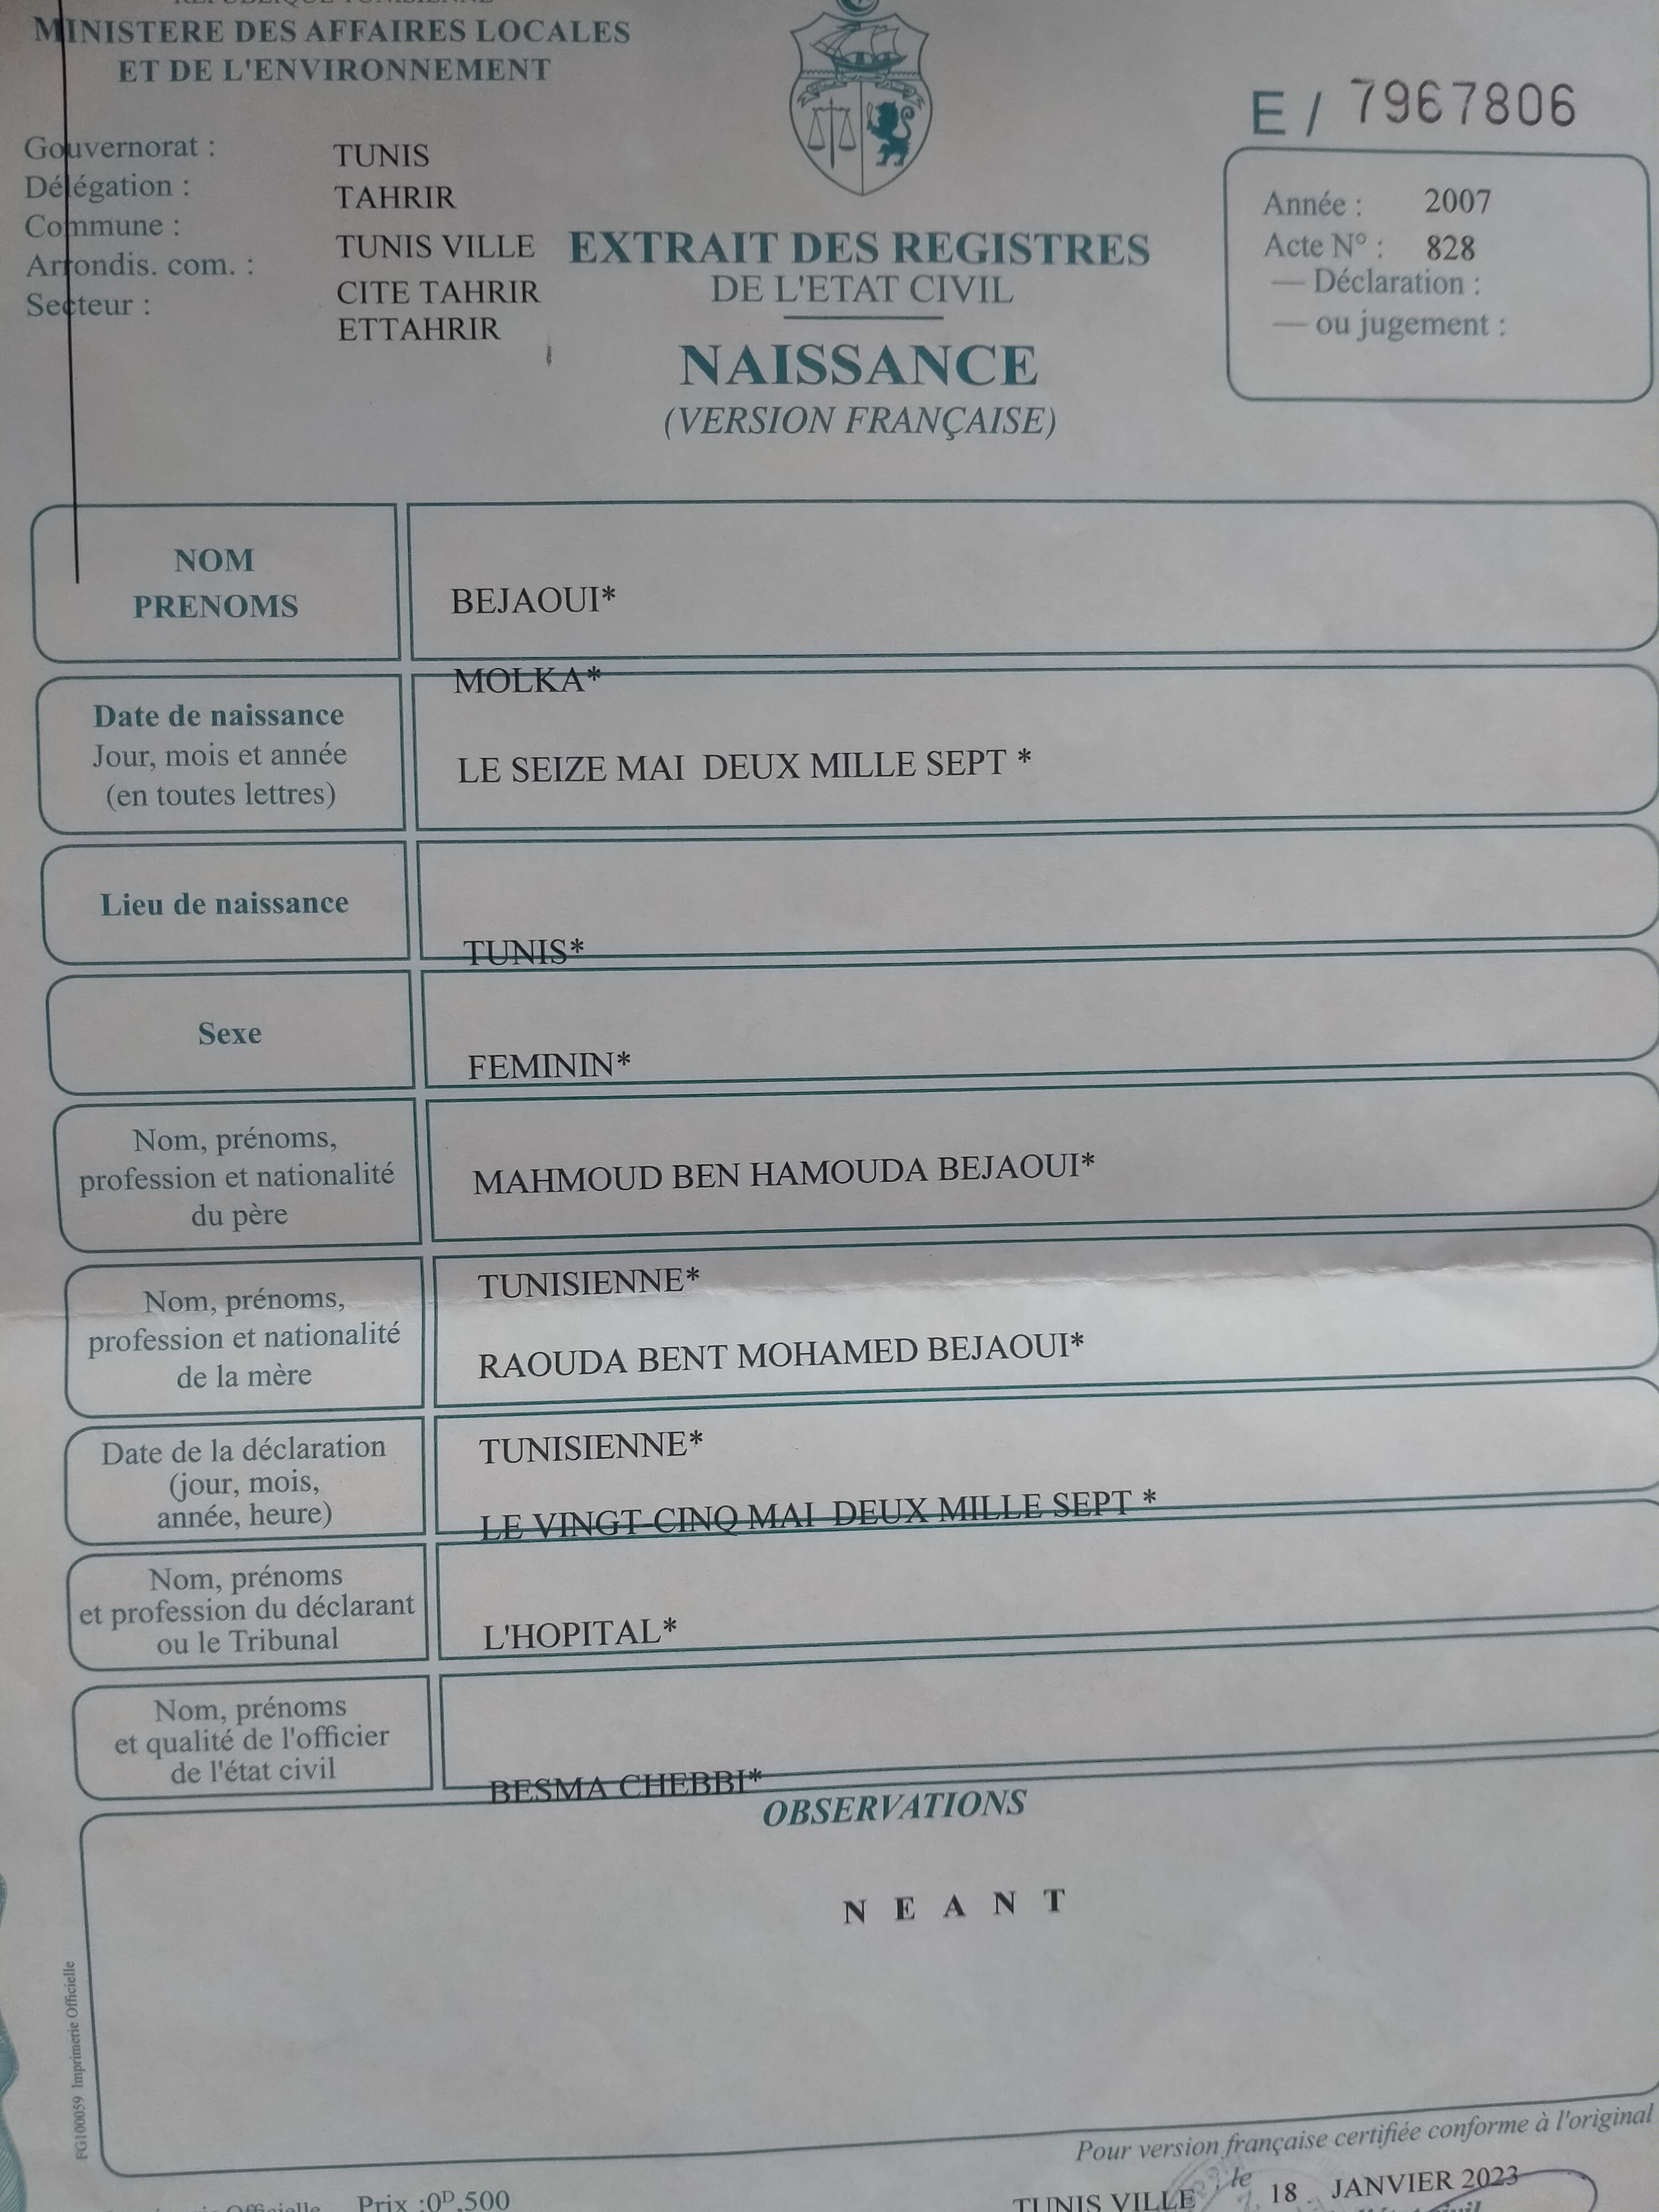 REPUBLIQUE TUNISIENNE
MINISTERE DES AFFAIRES LOCALES
ET DE L'ENVIRONNEMENT
E / 7967806
Gouvernorat : TUNIS
Délégation : TAHRIR
Commune : TUNIS VILLE
Arrondis. com. : CITE TAHRIR
Secteur : ETTAHRIR
Année : 2007
Acte N° : 828
— Déclaration :
— ou jugement :
EXTRAIT DES REGISTRES
DE L'ETAT CIVIL
NAISSANCE
(VERSION FRANÇAISE)
NOM
PRENOMS
BEJAOUI*
MOLKA*
Date de naissance
Jour, mois et année
(en toutes lettres)
LE SEIZE MAI DEUX MILLE SEPT *
Lieu de naissance
TUNIS*
Sexe
FEMININ*
Nom, prénoms,
profession et nationalité
du père
MAHMOUD BEN HAMOUDA BEJAOUI*
TUNISIENNE*
Nom, prénoms,
profession et nationalité
de la mère
RAOUDA BENT MOHAMED BEJAOUI*
TUNISIENNE*
Date de la déclaration
(jour, mois,
année, heure)
LE VINGT CINQ MAI DEUX MILLE SEPT *
Nom, prénoms
et profession du déclarant
ou le Tribunal
L'HOPITAL*
Nom, prénoms
et qualité de l'officier
de l'état civil
BESMA CHEBBI*
OBSERVATIONS
N E A N T
FG100059 Imprimerie Officielle
Pour version française certifiée conforme à l'original
TUNIS VILLE le 18 JANVIER 2023
Officielle Prix :0ᴰ,500